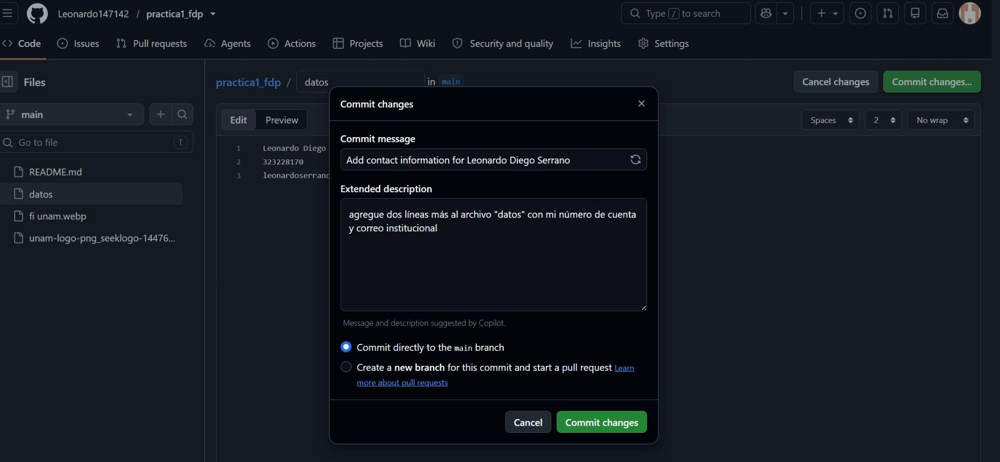 Leonardo147142 / practica1_fdp
Type / to search
Code
Issues
Pull requests
Agents
Actions
Projects
Wiki
Security and quality
Insights
Settings
Files
main
Go to file
T
README.md
datos
fi unam.webp
unam-logo-png_seeklogo-14476...
practica1_fdp / datos in main
Cancel changes
Commit changes...
Edit
Preview
Spaces
2
No wrap
1 Leonardo Diego
2 323228170
3 leonardoserrano
Commit changes
Commit message
Add contact information for Leonardo Diego Serrano
Extended description
agregue dos líneas más al archivo "datos" con mi número de cuenta
y correo institucional
Message and description suggested by Copilot.
Commit directly to the main branch
Create a new branch for this commit and start a pull request Learn
more about pull requests
Cancel
Commit changes